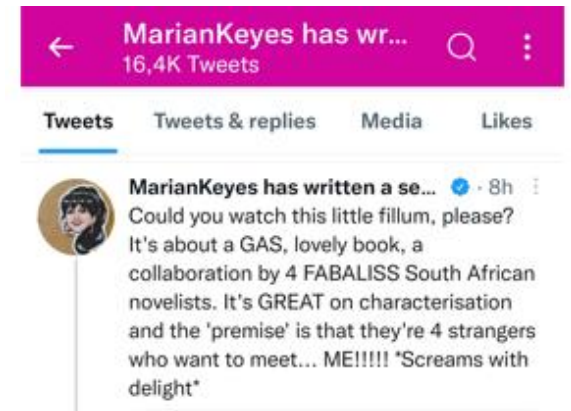 MarianKeyes has wr...
16,4K Tweets
Tweets Tweets & replies Media Likes
MarianKeyes has written a se... · 8h
Could you watch this little fillum, please?
It's about a GAS, lovely book, a
collaboration by 4 FABALISS South African
novelists. It's GREAT on characterisation
and the 'premise' is that they're 4 strangers
who want to meet... ME!!!!! *Screams with
delight*